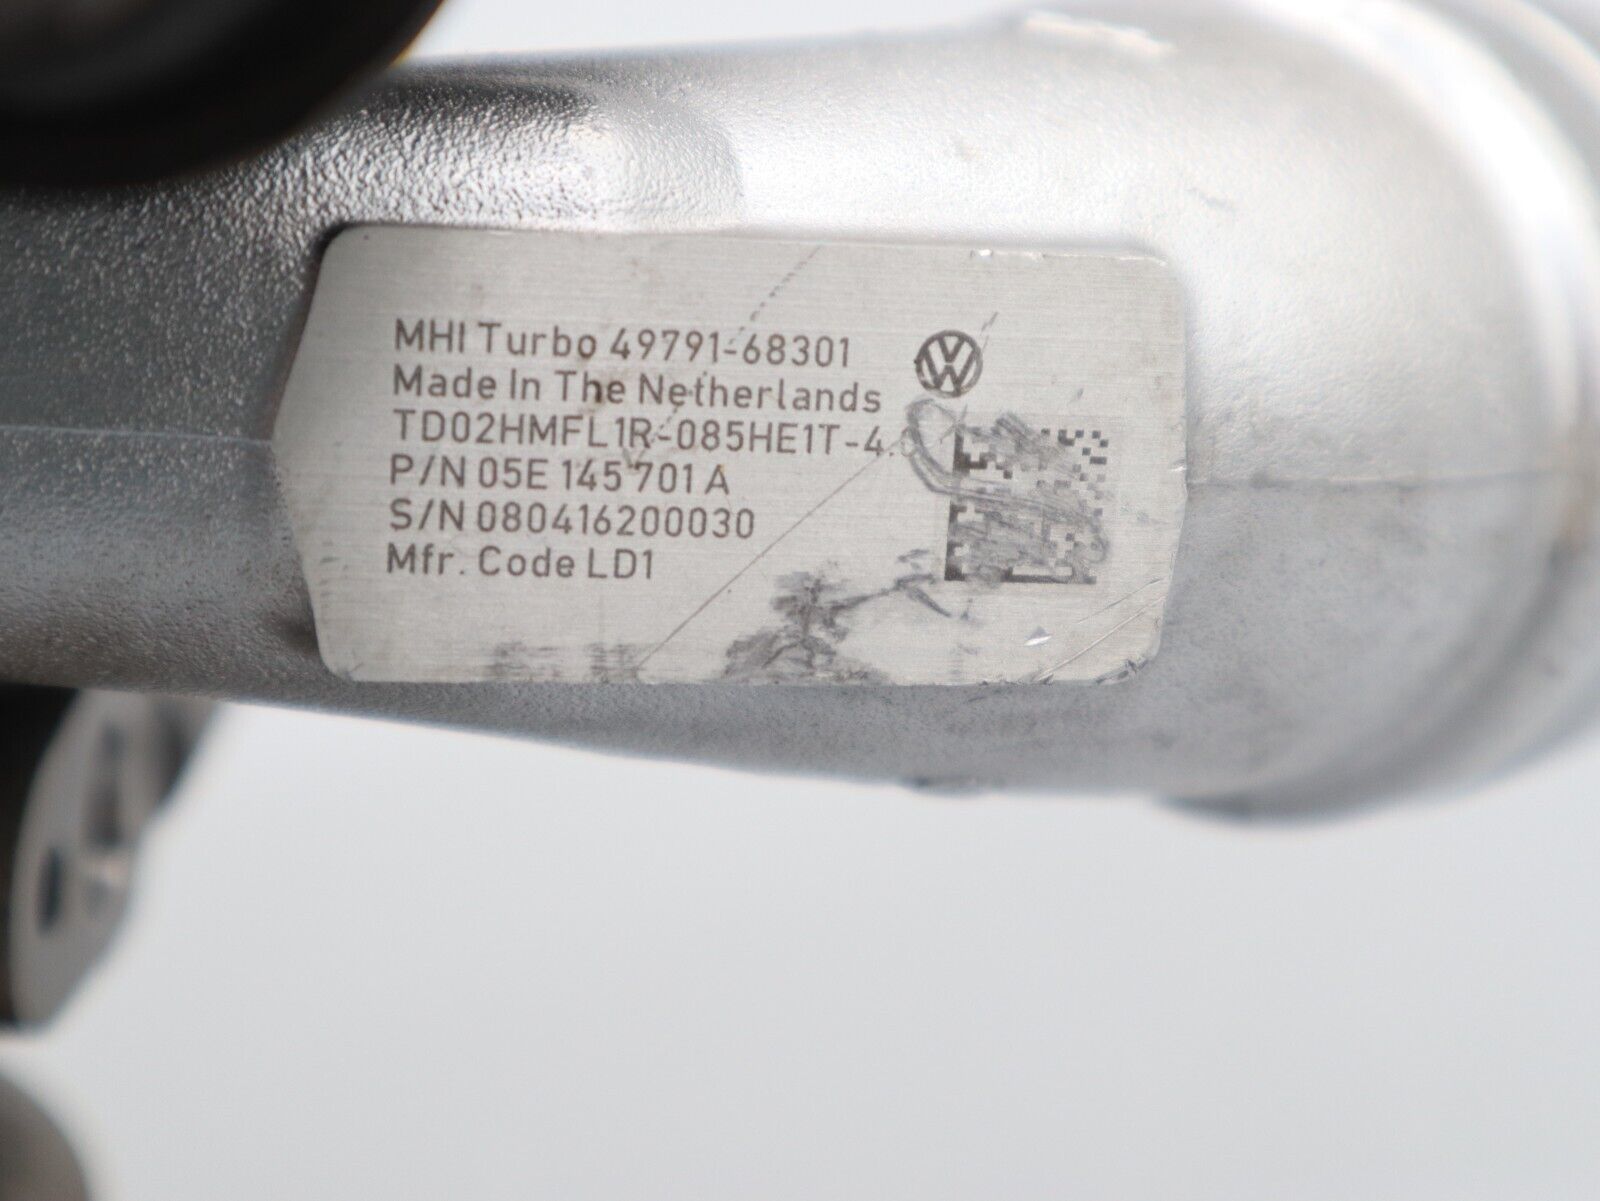 MHI Turbo 49791-68301
Made In The Netherlands
TD02HMFL1R-085HE1T-4.
P/N 05E 145 701 A
S/N 080416200030
Mfr. Code LD1